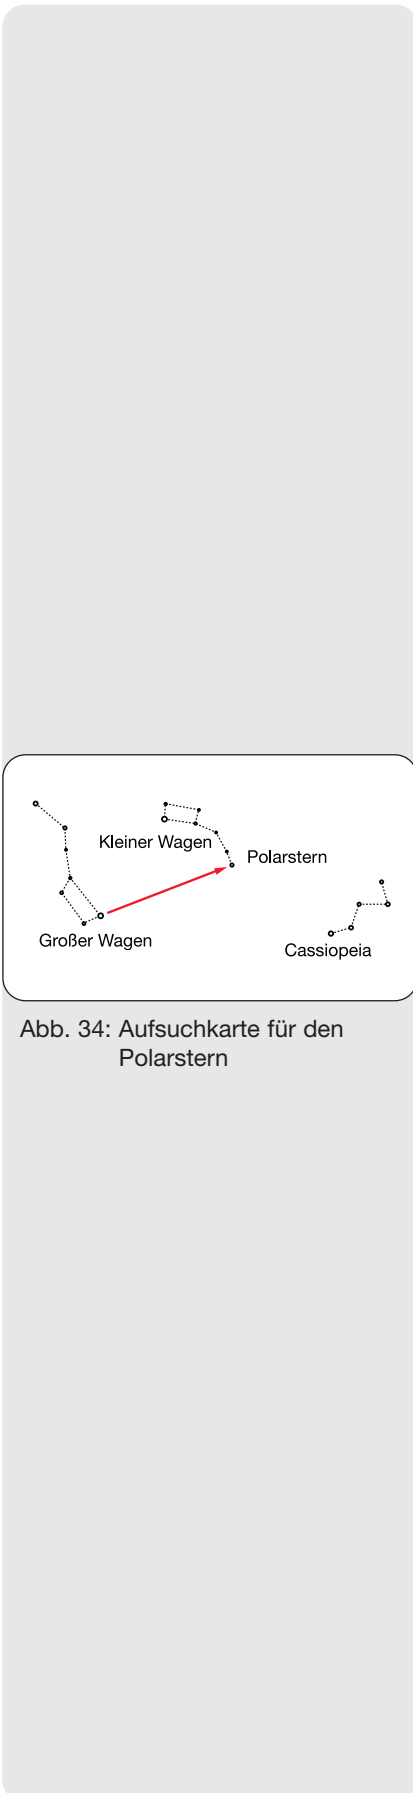 Kleiner Wagen
Polarstern
Großer Wagen
Cassiopeia
Abb. 34: Aufsuchkarte für den
Polarstern